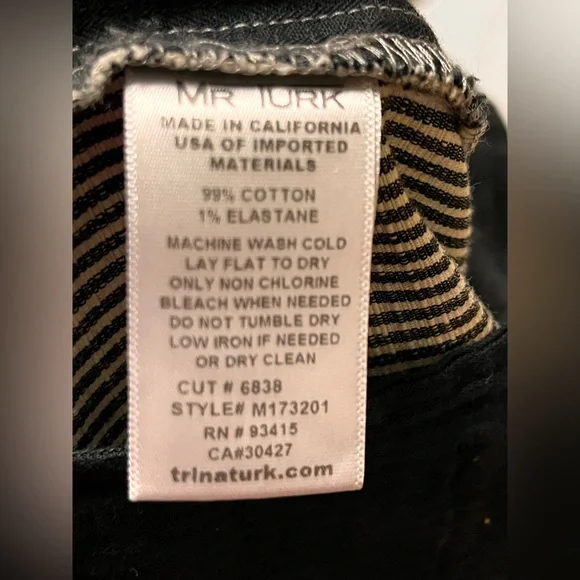 MR TURK
MADE IN CALIFORNIA
USA OF IMPORTED
MATERIALS
99% COTTON
1% ELASTANE
MACHINE WASH COLD
LAY FLAT TO DRY
ONLY NON CHLORINE
BLEACH WHEN NEEDED
DO NOT TUMBLE DRY
LOW IRON IF NEEDED
OR DRY CLEAN
CUT # 6838
STYLE# M173201
RN # 93415
CA#30427
trinaturk.com